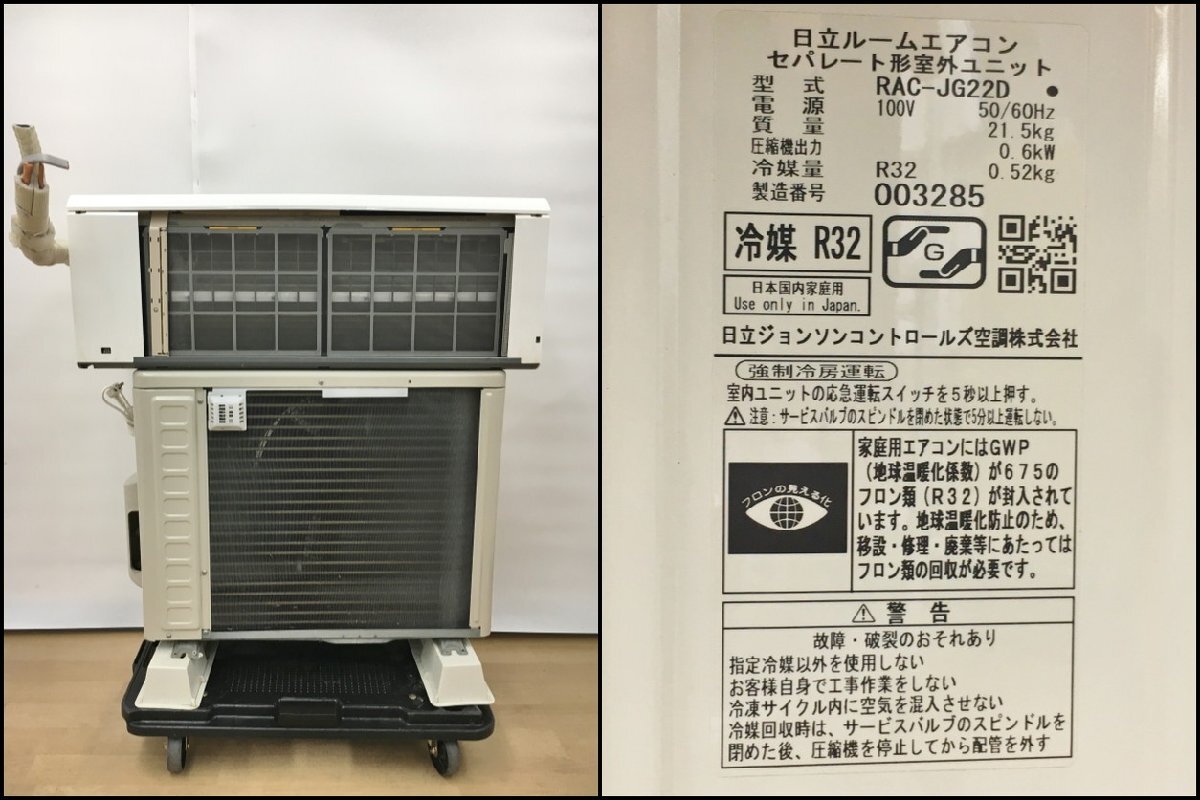 日立ルームエアコン
セパレート形室外ユニット
型式 RAC-JG22D
電源 100V 50/60Hz
質量 21.5kg
圧縮機出力 0.6kW
冷媒量 R32 0.52kg
製造番号 003285
冷媒 R32
G
日本国内家庭用
Use only in Japan.
日立ジョンソンコントロールズ空調株式会社
強制冷房運転
室内ユニットの応急運転スイッチを5秒以上押す。
⚠注意：サービスバルブのスピンドルを閉めた状態で5分以上運転しない。
フロンの見える化
家庭用エアコンにはGWP
(地球温暖化係数)が675の
フロン類(R32)が封入されて
います。地球温暖化防止のため、
移設・修理・廃棄等にあたっては
フロン類の回収が必要です。
⚠ 警告
故障・破裂のおそれあり
指定冷媒以外を使用しない
お客様自身で工事作業をしない
冷凍サイクル内に空気を混入させない
冷媒回収時は、サービスバルブのスピンドルを
閉めた後、圧縮機を停止してから配管を外す